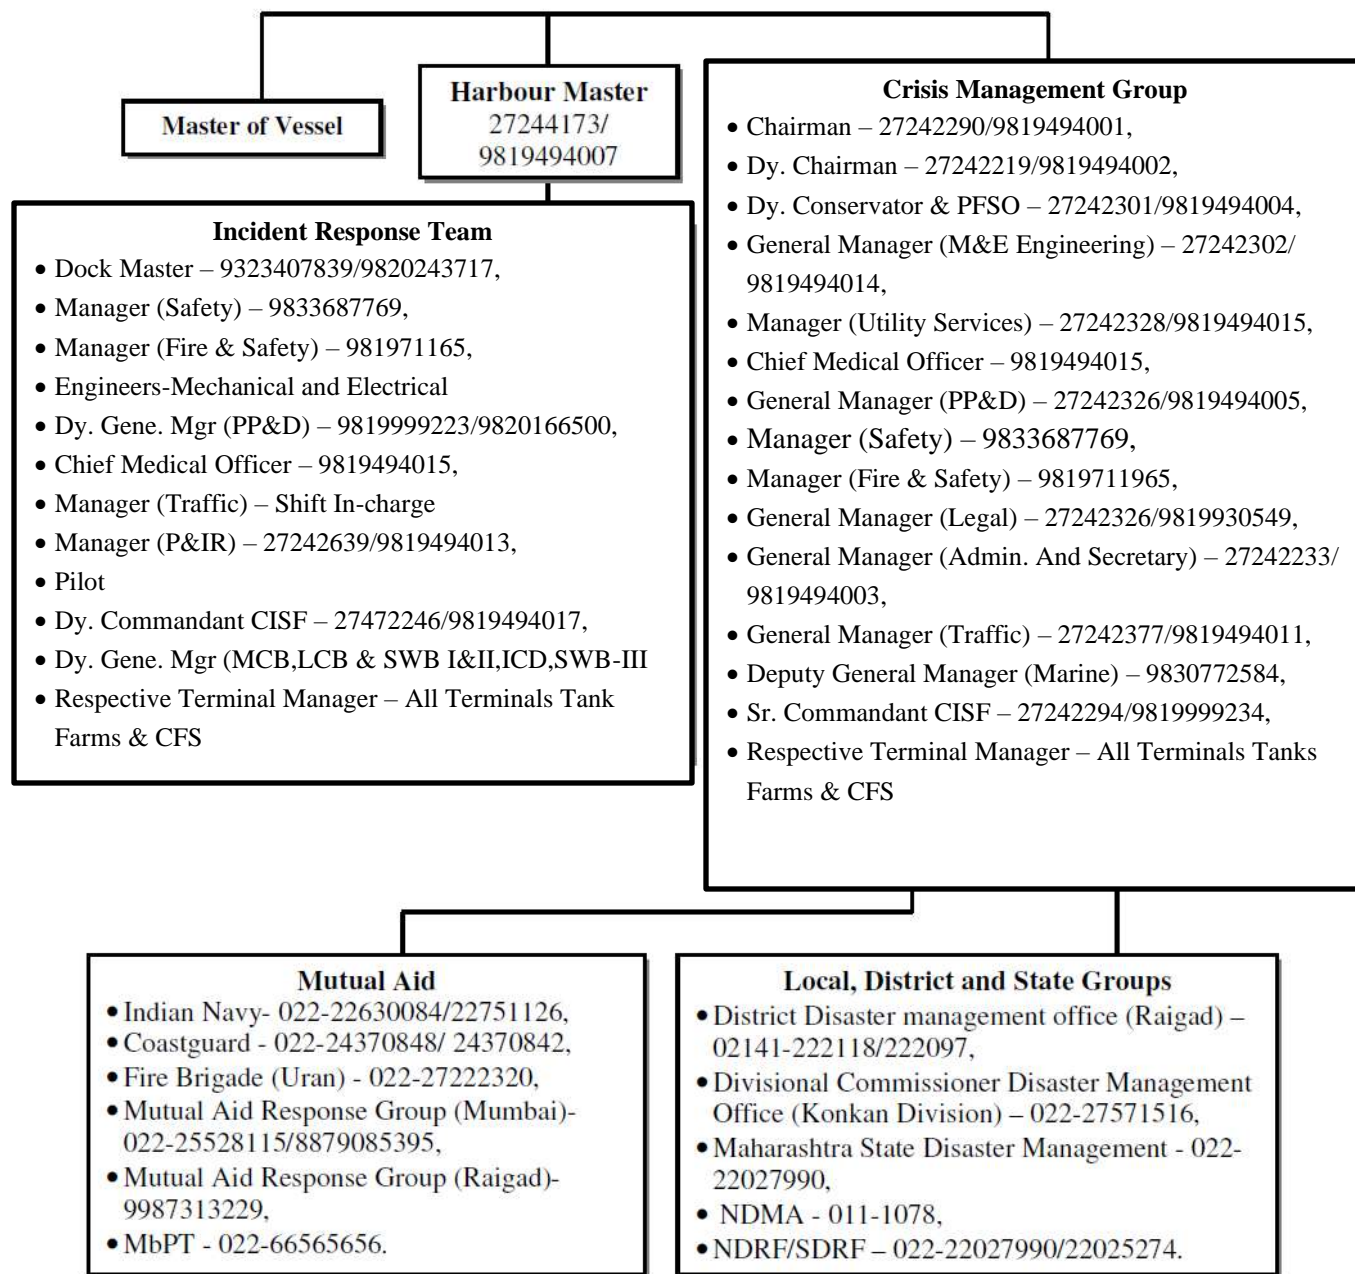 Master of Vessel
Harbour Master
27244173/
9819494007
Incident Response Team
• Dock Master – 9323407839/9820243717,
• Manager (Safety) – 9833687769,
• Manager (Fire & Safety) – 981971165,
• Engineers-Mechanical and Electrical
• Dy. Gene. Mgr (PP&D) – 9819999223/9820166500,
• Chief Medical Officer – 9819494015,
• Manager (Traffic) – Shift In-charge
• Manager (P&IR) – 27242639/9819494013,
• Pilot
• Dy. Commandant CISF – 27472246/9819494017,
• Dy. Gene. Mgr (MCB,LCB & SWB I&II,ICD,SWB-III
• Respective Terminal Manager – All Terminals Tank
Farms & CFS
Crisis Management Group
• Chairman – 27242290/9819494001,
• Dy. Chairman – 27242219/9819494002,
• Dy. Conservator & PFSO – 27242301/9819494004,
• General Manager (M&E Engineering) – 27242302/
9819494014,
• Manager (Utility Services) – 27242328/9819494015,
• Chief Medical Officer – 9819494015,
• General Manager (PP&D) – 27242326/9819494005,
• Manager (Safety) – 9833687769,
• Manager (Fire & Safety) – 9819711965,
• General Manager (Legal) – 27242326/9819930549,
• General Manager (Admin. And Secretary) – 27242233/
9819494003,
• General Manager (Traffic) – 27242377/9819494011,
• Deputy General Manager (Marine) – 9830772584,
• Sr. Commandant CISF – 27242294/9819999234,
• Respective Terminal Manager – All Terminals Tanks
Farms & CFS
Mutual Aid
• Indian Navy- 022-22630084/22751126,
• Coastguard - 022-24370848/ 24370842,
• Fire Brigade (Uran) - 022-27222320,
• Mutual Aid Response Group (Mumbai)-
022-25528115/8879085395,
• Mutual Aid Response Group (Raigad)-
9987313229,
• MbPT - 022-66565656.
Local, District and State Groups
• District Disaster management office (Raigad) –
02141-222118/222097,
• Divisional Commissioner Disaster Management
Office (Konkan Division) – 022-27571516,
• Maharashtra State Disaster Management - 022-
22027990,
• NDMA - 011-1078,
• NDRF/SDRF – 022-22027990/22025274.